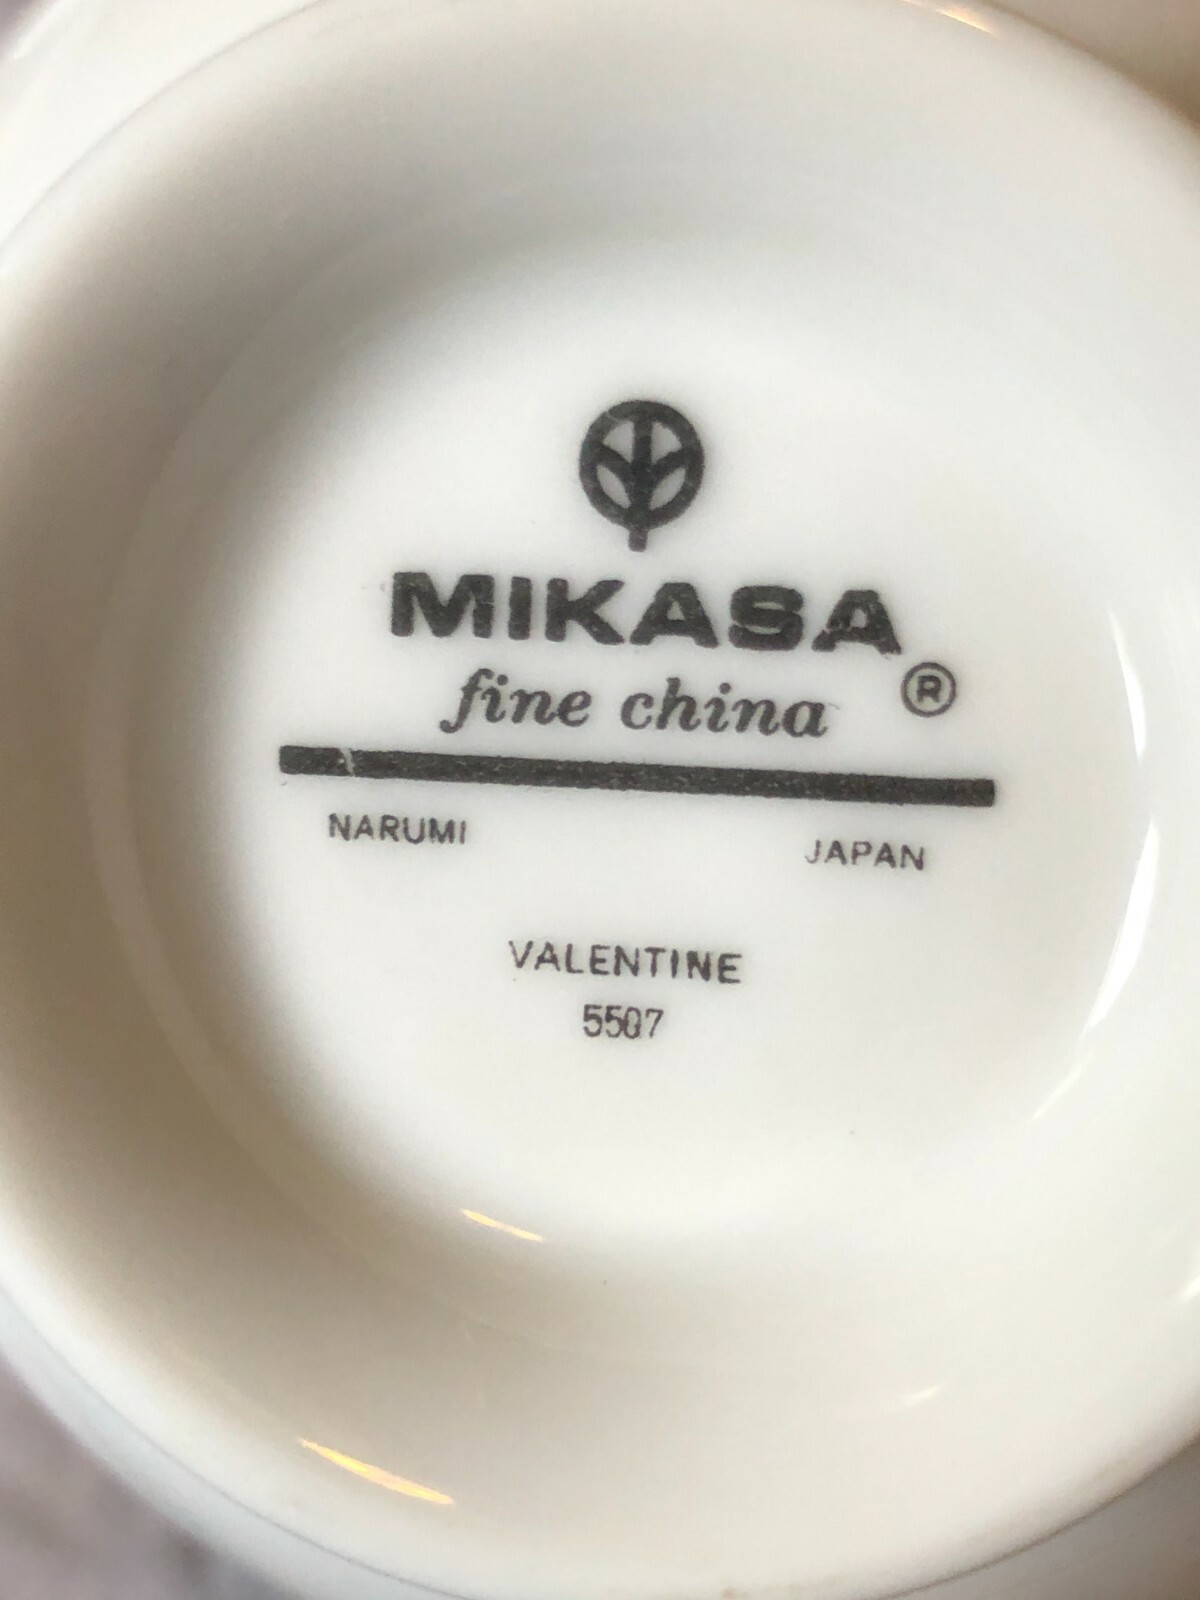 MIKASA
fine china ®
NARUMI JAPAN
VALENTINE
5507